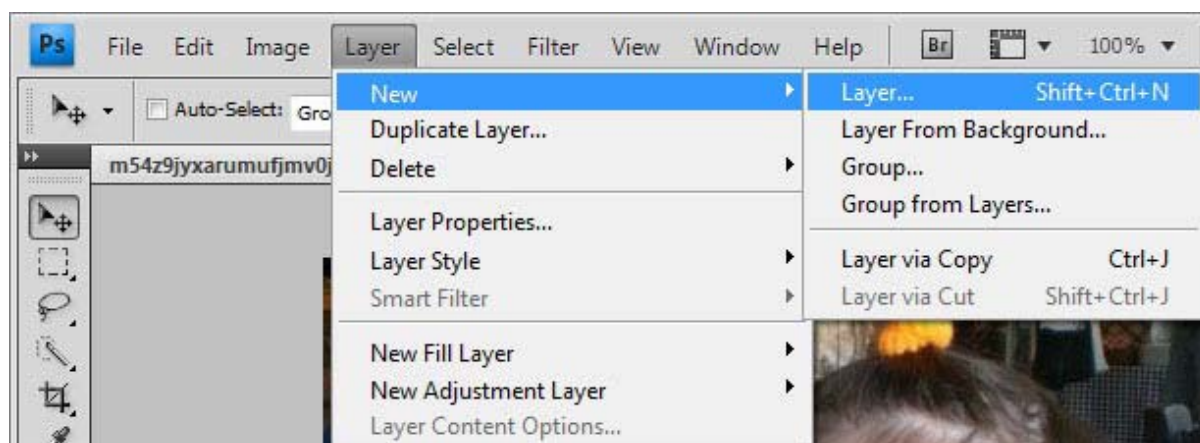 Ps File Edit Image Layer Select Filter View Window Help Br 100%
Auto-Select: Gro
m54z9jyxarumufjmv0j
New
Duplicate Layer...
Delete
Layer Properties...
Layer Style
Smart Filter
New Fill Layer
New Adjustment Layer
Layer Content Options...
Layer... Shift+Ctrl+N
Layer From Background...
Group...
Group from Layers...
Layer via Copy Ctrl+J
Layer via Cut Shift+Ctrl+J